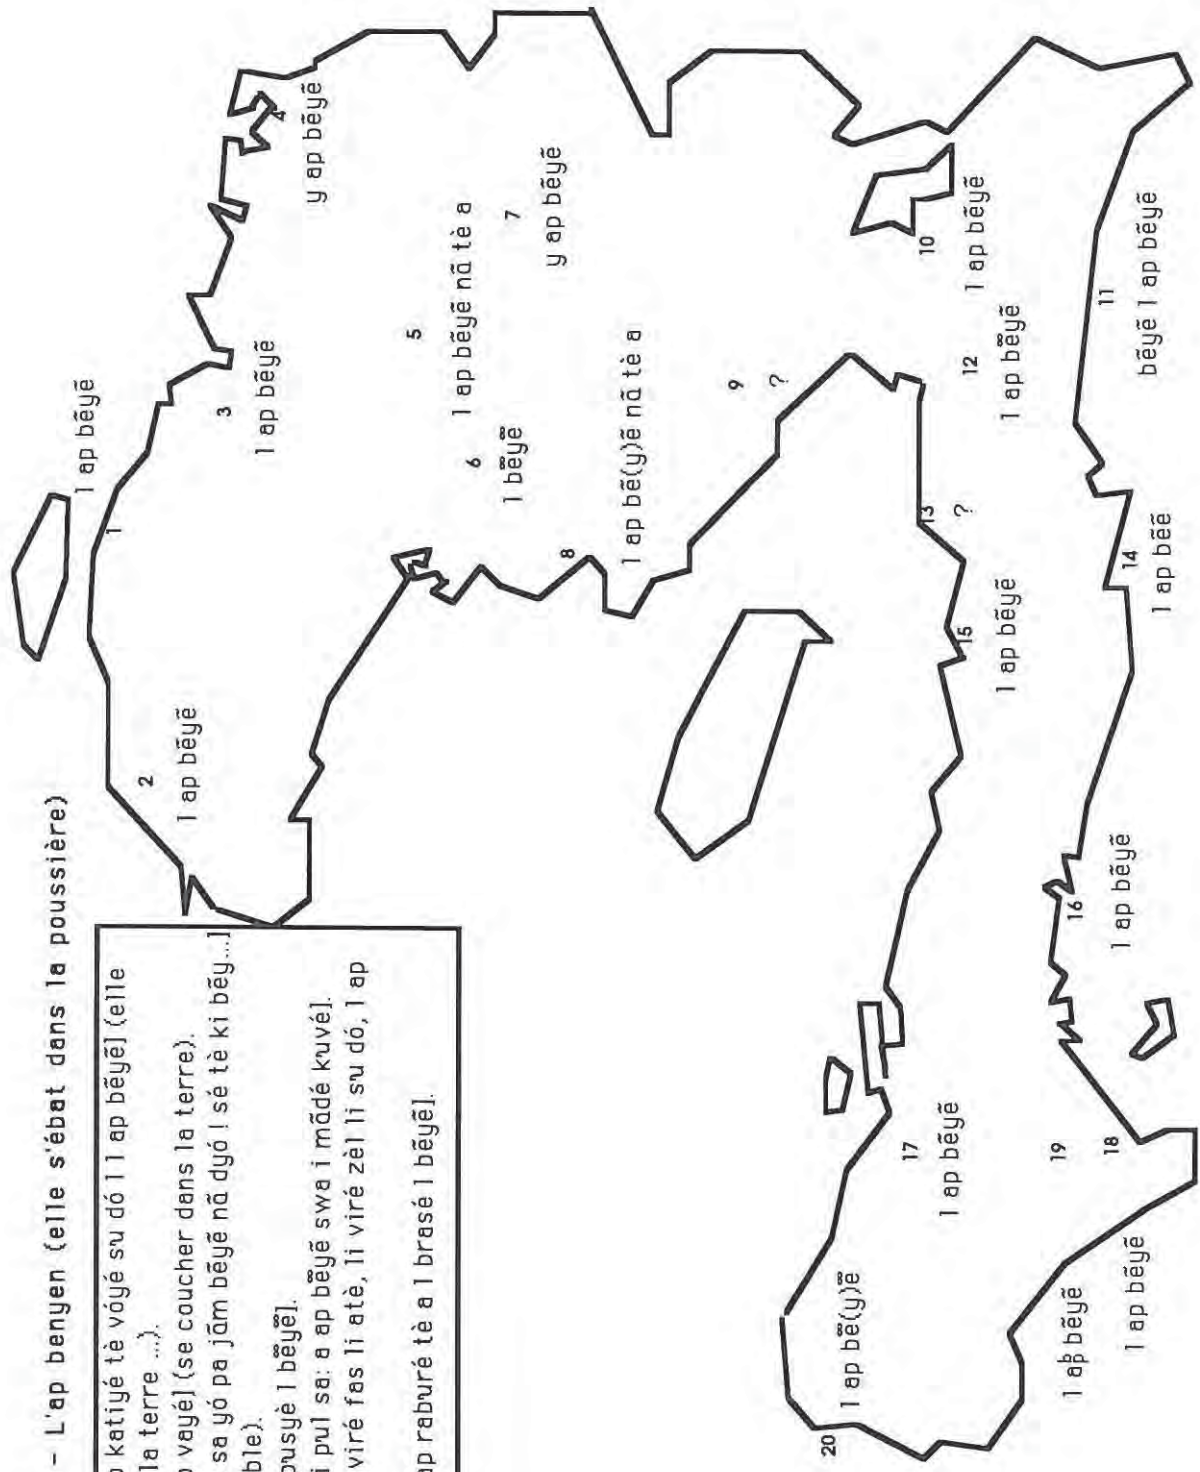 – L'ap benyen (elle s'ébat dans la poussière)
katiyé tè vóyé su dó l l ap bẽyẽ] (elle
la terre ...).
vayé] (se coucher dans la terre).
sa yó pa jãm bẽyẽ nã dyó ! sé tè ki bẽy...]
ble).
l bẽyẽ].
i pul sa: a ap bẽyẽ swa i mãdé kuvé].
viré fas li atè, li viré zèl li su dó, l ap
ap raburé tè a l brasé l bẽyẽ].
l ap bẽyẽ
1
2
l ap bẽyẽ
3
l ap bẽyẽ
4
y ap bẽyẽ
5
l ap bẽyẽ nã tè a
6
l bẽyẽ
7
y ap bẽyẽ
8
l ap bẽ(y)ẽ nã tè a
9
?
10
l ap bẽyẽ
11
bẽyẽ l ap bẽyẽ
12
l ap bẽyẽ
13
?
14
l ap bẽẽ
15
l ap bẽyẽ
16
l ap bẽyẽ
17
l ap bẽyẽ
18
l ap bẽyẽ
19
bẽyẽ
20
l ap bẽ(y)ẽ